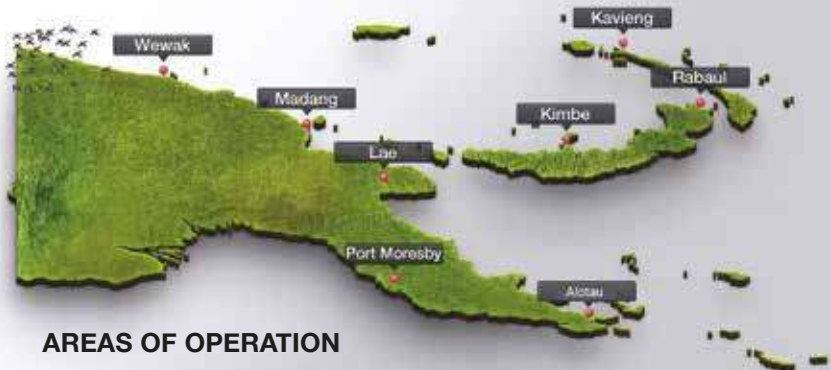 Kavieng
Wewak
Rabaul
Madang
Kimbe
Lae
Port Moresby
Alotau
AREAS OF OPERATION